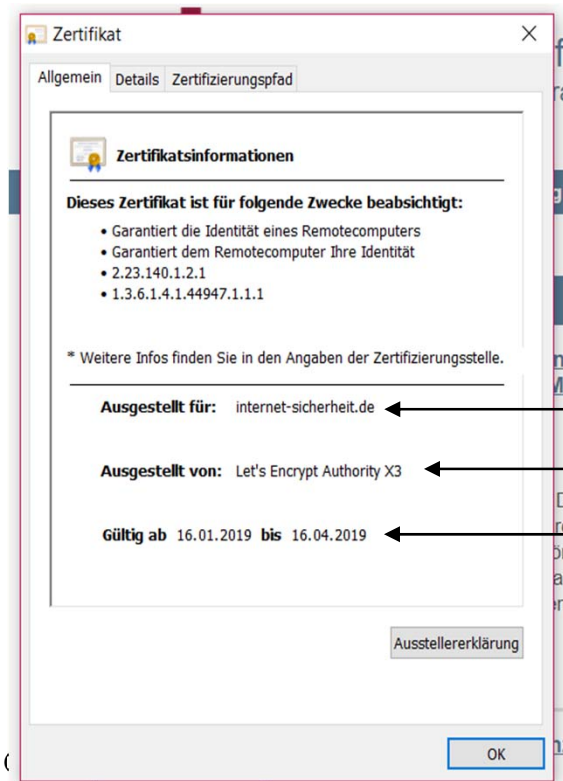 Zertifikat
Allgemein Details Zertifizierungspfad
Zertifikatsinformationen
Dieses Zertifikat ist für folgende Zwecke beabsichtigt:
• Garantiert die Identität eines Remotecomputers
• Garantiert dem Remotecomputer Ihre Identität
• 2.23.140.1.2.1
• 1.3.6.1.4.1.44947.1.1.1
* Weitere Infos finden Sie in den Angaben der Zertifizierungsstelle.
Ausgestellt für: internet-sicherheit.de
Ausgestellt von: Let's Encrypt Authority X3
Gültig ab 16.01.2019 bis 16.04.2019
Ausstellererklärung
OK